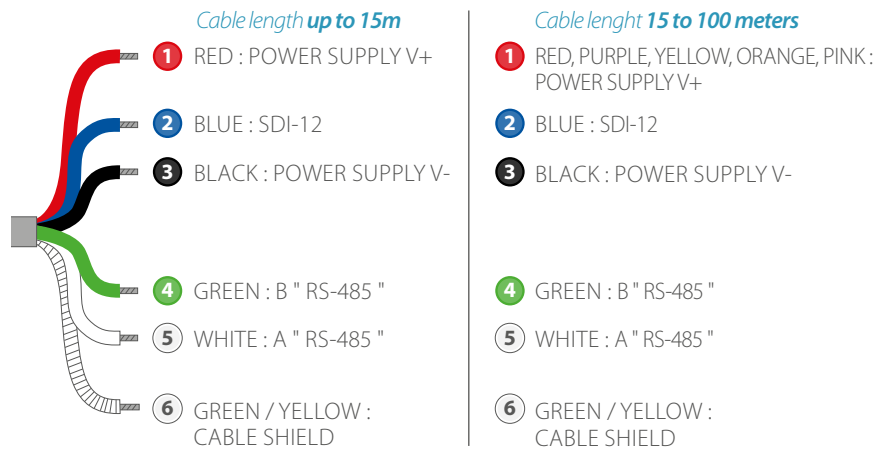 Cable length up to 15m
1 RED : POWER SUPPLY V+
2 BLUE : SDI-12
3 BLACK : POWER SUPPLY V-
4 GREEN : B " RS-485 "
5 WHITE : A " RS-485 "
6 GREEN / YELLOW :
CABLE SHIELD
Cable lenght 15 to 100 meters
1 RED, PURPLE, YELLOW, ORANGE, PINK :
POWER SUPPLY V+
2 BLUE : SDI-12
3 BLACK : POWER SUPPLY V-
4 GREEN : B " RS-485 "
5 WHITE : A " RS-485 "
6 GREEN / YELLOW :
CABLE SHIELD